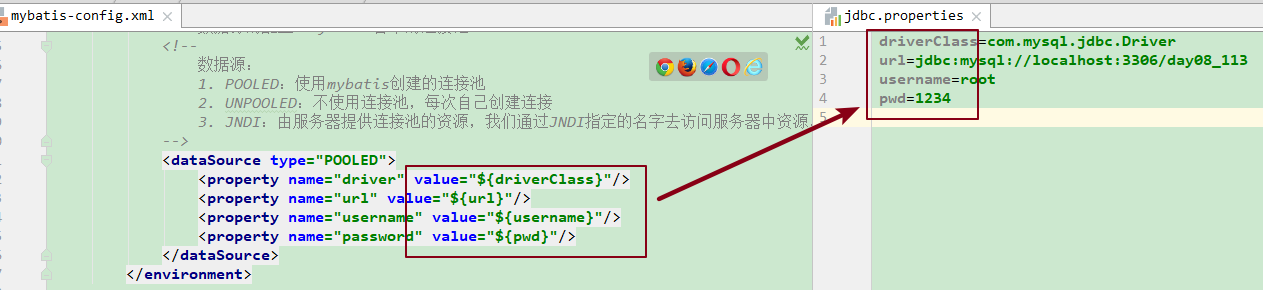 mybatis-config.xml
<!--
数据源：
1. POOLED：使用mybatis创建的连接池
2. UNPOOLED：不使用连接池，每次自己创建连接
3. JNDI：由服务器提供连接池的资源，我们通过JNDI指定的名字去访问服务器中资源
-->
<dataSource type="POOLED">
<property name="driver" value="${driverClass}"/>
<property name="url" value="${url}"/>
<property name="username" value="${username}"/>
<property name="password" value="${pwd}"/>
</dataSource>
</environment>
jdbc.properties
1 driverClass=com.mysql.jdbc.Driver
2 url=jdbc:mysql://localhost:3306/day08_113
3 username=root
4 pwd=1234
5